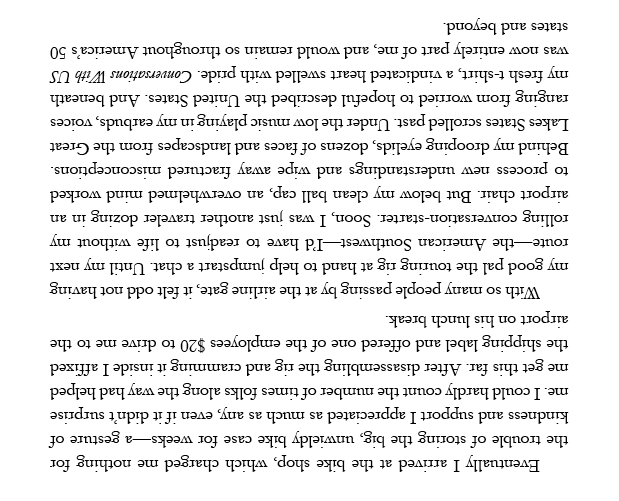 Eventually I arrived at the bike shop, which charged me nothing for
the trouble of storing the big, unwieldy bike case for weeks—a gesture of
kindness and support I appreciated as much as any, even if it didn't surprise
me. I could hardly count the number of times folks along the way had helped
me get this far. After disassembling the rig and cramming it inside I affixed
the shipping label and offered one of the employees $20 to drive me to the
airport on his lunch break.
With so many people passing by at the airline gate, it felt odd not having
my good pal the touring rig at hand to help jumpstart a chat. Until my next
route—the American Southwest—I'd have to readjust to life without my
rolling conversation-starter. Soon, I was just another traveler dozing in an
airport chair. But below my clean ball cap, an overwhelmed mind worked
to process new understandings and wipe away fractured misconceptions.
Behind my drooping eyelids, dozens of faces and landscapes from the Great
Lakes States scrolled past. Under the low music playing in my earbuds, voices
ranging from worried to hopeful described the United States. And beneath
my fresh t-shirt, a vindicated heart swelled with pride. Conversations With US
was now entirely part of me, and would remain so throughout America's 50
states and beyond.